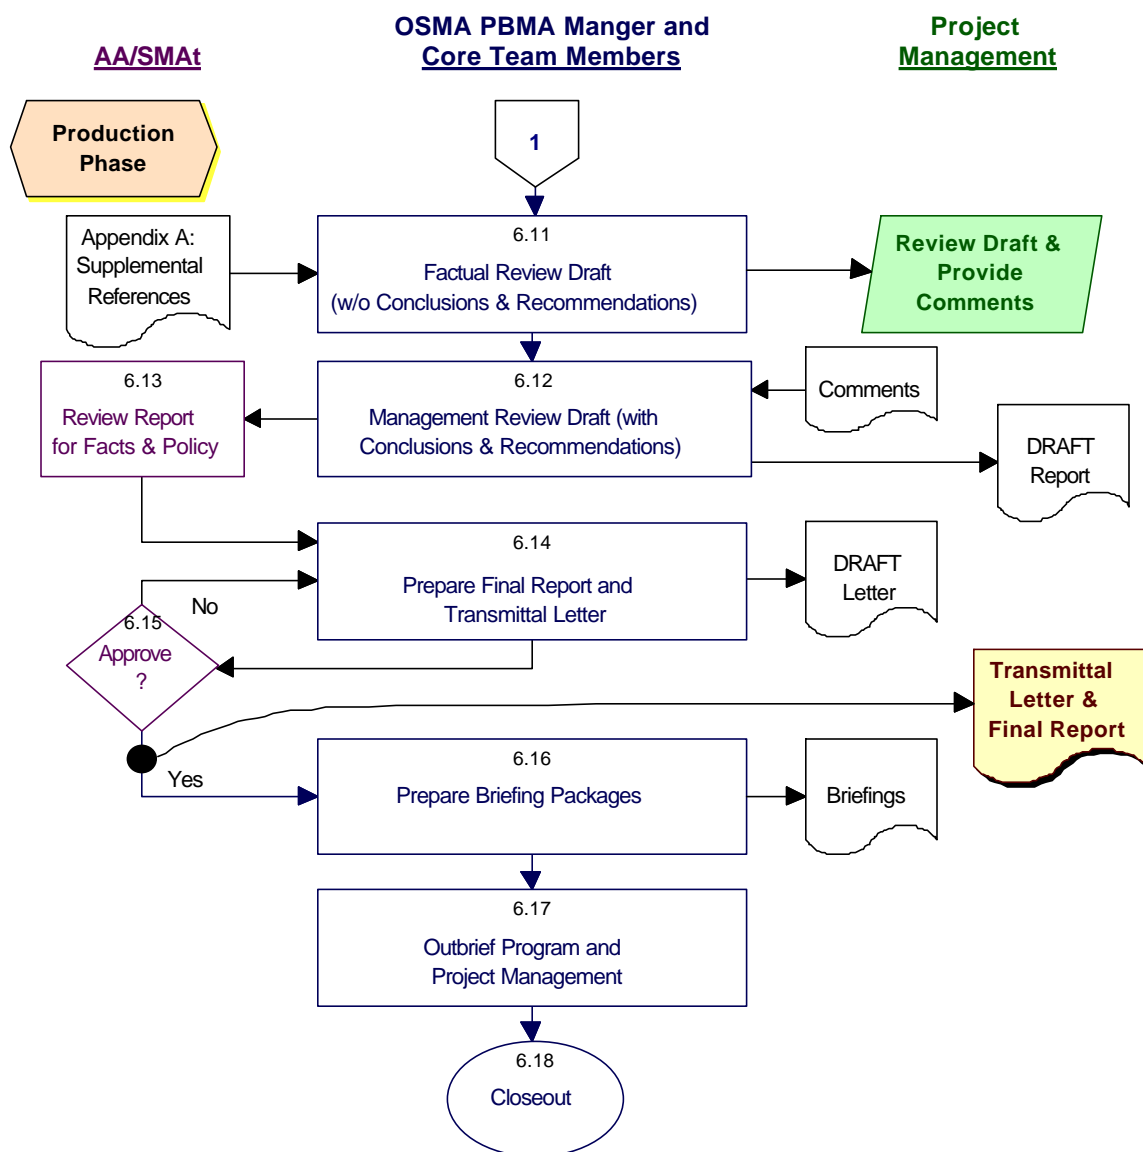 AA/SMAt
OSMA PBMA Manger and
Core Team Members
Project
Management
Production
Phase
1
Appendix A:
Supplemental
References
6.11
Factual Review Draft
(w/o Conclusions & Recommendations)
Review Draft &
Provide
Comments
6.13
Review Report
for Facts & Policy
6.12
Management Review Draft (with
Conclusions & Recommendations)
Comments
DRAFT
Report
6.14
Prepare Final Report and
Transmittal Letter
DRAFT
Letter
No
6.15
Approve
?
Transmittal
Letter &
Final Report
Yes
6.16
Prepare Briefing Packages
Briefings
6.17
Outbrief Program and
Project Management
6.18
Closeout